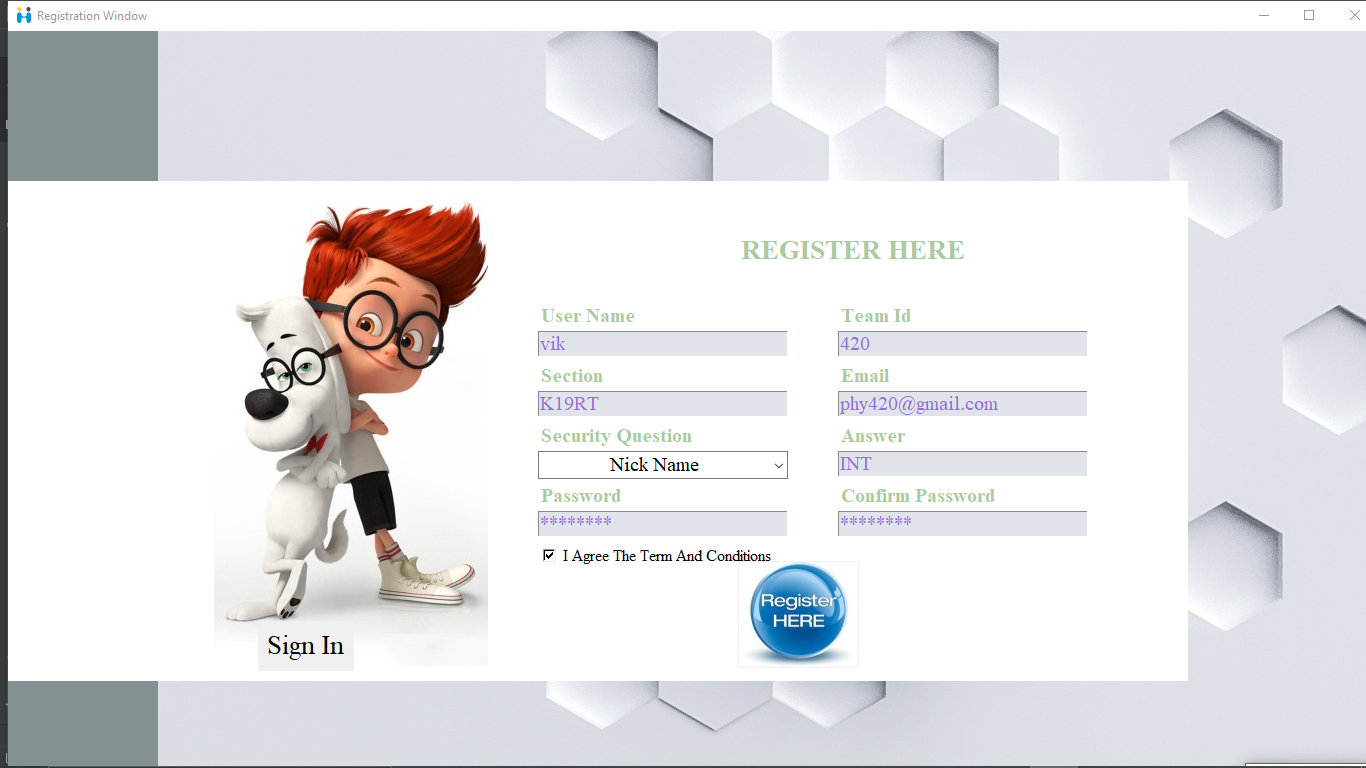 Registration Window
REGISTER HERE
User Name
Team Id
vik
420
Section
Email
K19RT
phy420@gmail.com
Security Question
Answer
Nick Name
INT
Password
Confirm Password
********
********
I Agree The Term And Conditions
Register
HERE
Sign In